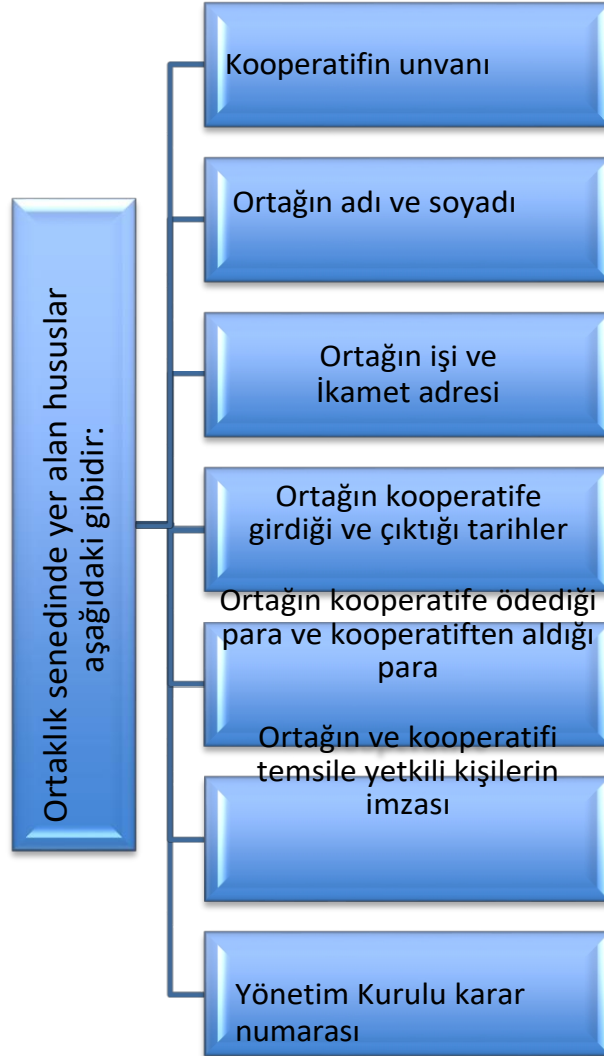 Ortaklık senedinde yer alan hususlar
aşağıdaki gibidir:
Kooperatifin unvanı
Ortağın adı ve soyadı
Ortağın işi ve
İkamet adresi
Ortağın kooperatife
girdiği ve çıktığı tarihler
Ortağın kooperatife ödediği
para ve kooperatiften aldığı
para
Ortağın ve kooperatifi
temsile yetkili kişilerin
imzası
Yönetim Kurulu karar
numarası